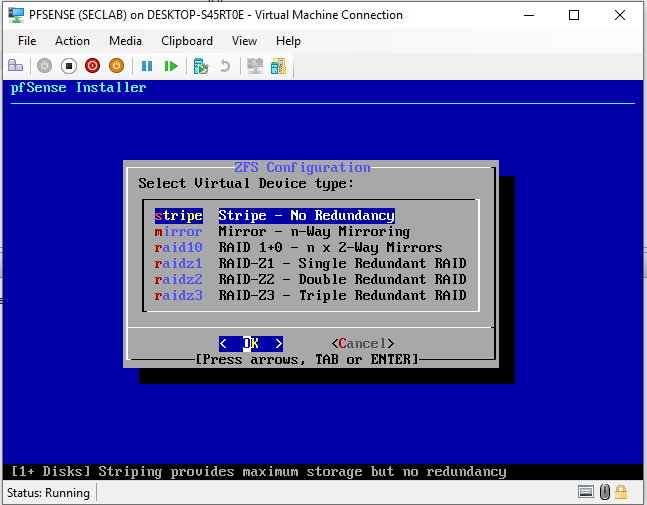 PFSENSE (SECLAB) on DESKTOP-S45RT0E - Virtual Machine Connection
File Action Media Clipboard View Help
pfSense Installer
ZFS Configuration
Select Virtual Device type:
stripe Stripe - No Redundancy
mirror Mirror - n-Way Mirroring
raid10 RAID 1+0 - n x 2-Way Mirrors
raidz1 RAID-Z1 - Single Redundant RAID
raidz2 RAID-Z2 - Double Redundant RAID
raidz3 RAID-Z3 - Triple Redundant RAID
< OK > <Cancel>
[Press arrows, TAB or ENTER]
[1+ Disks] Striping provides maximum storage but no redundancy
Status: Running